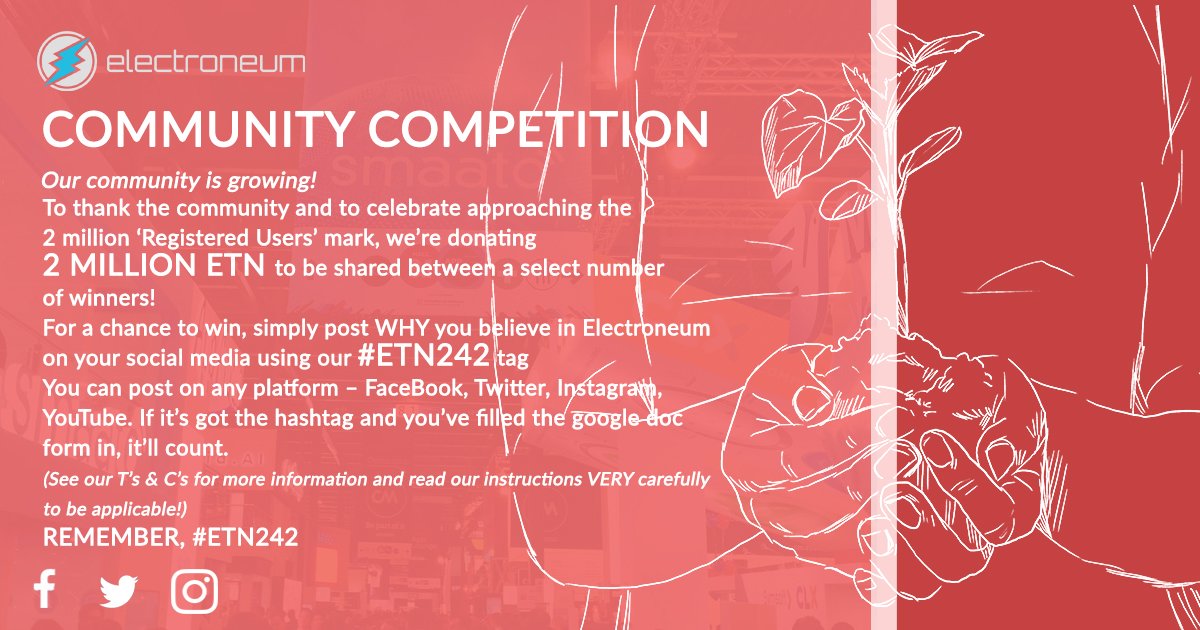 electroneum
COMMUNITY COMPETITION
smaato
Our community is growing!
To thank the community and to celebrate approaching the
2 million ‘Registered Users’ mark, we’re donating
2 MILLION ETN to be shared between a select number
of winners!
For a chance to win, simply post WHY you believe in Electroneum
on your social media using our #ETN242 tag
You can post on any platform – FaceBook, Twitter, Instagram,
YouTube. If it’s got the hashtag and you’ve filled the google doc
form in, it’ll count.
(See our T’s & C’s for more information and read our instructions VERY carefully
to be applicable!)
REMEMBER, #ETN242